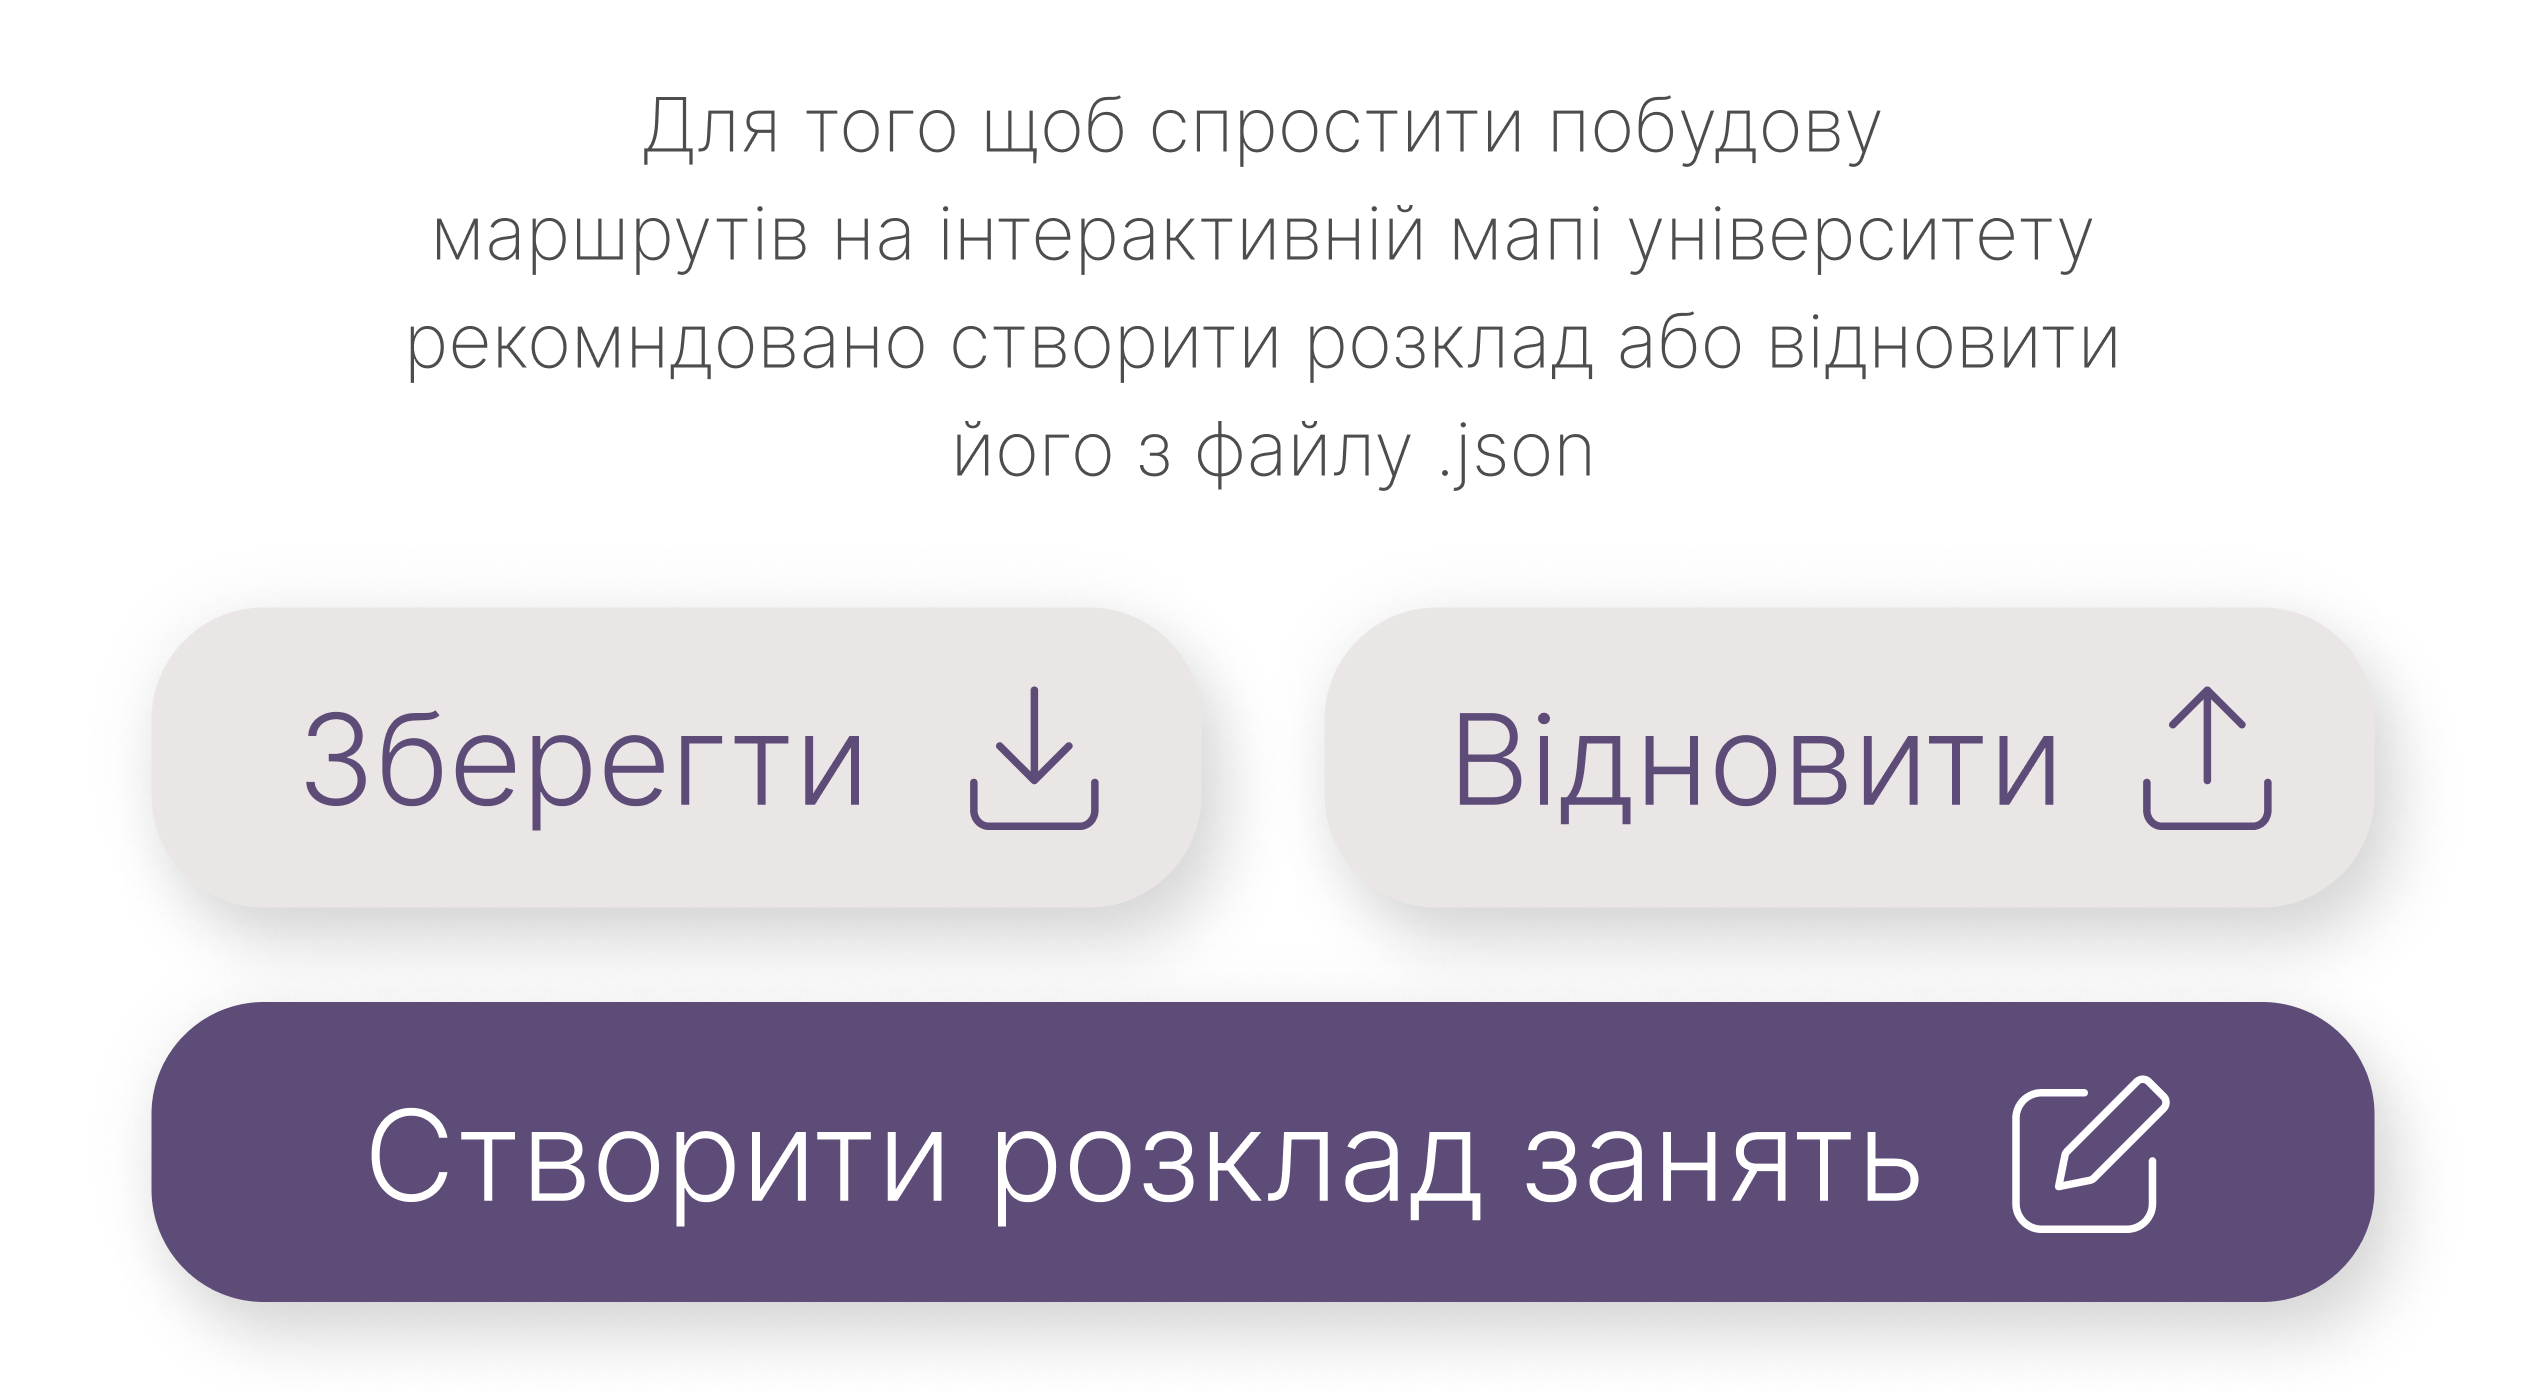 Для того щоб спростити побудову
маршрутів на інтерактивній мапі університету
рекомндовано створити розклад або відновити
його з файлу .json
Зберегти
Відновити
Створити розклад занять